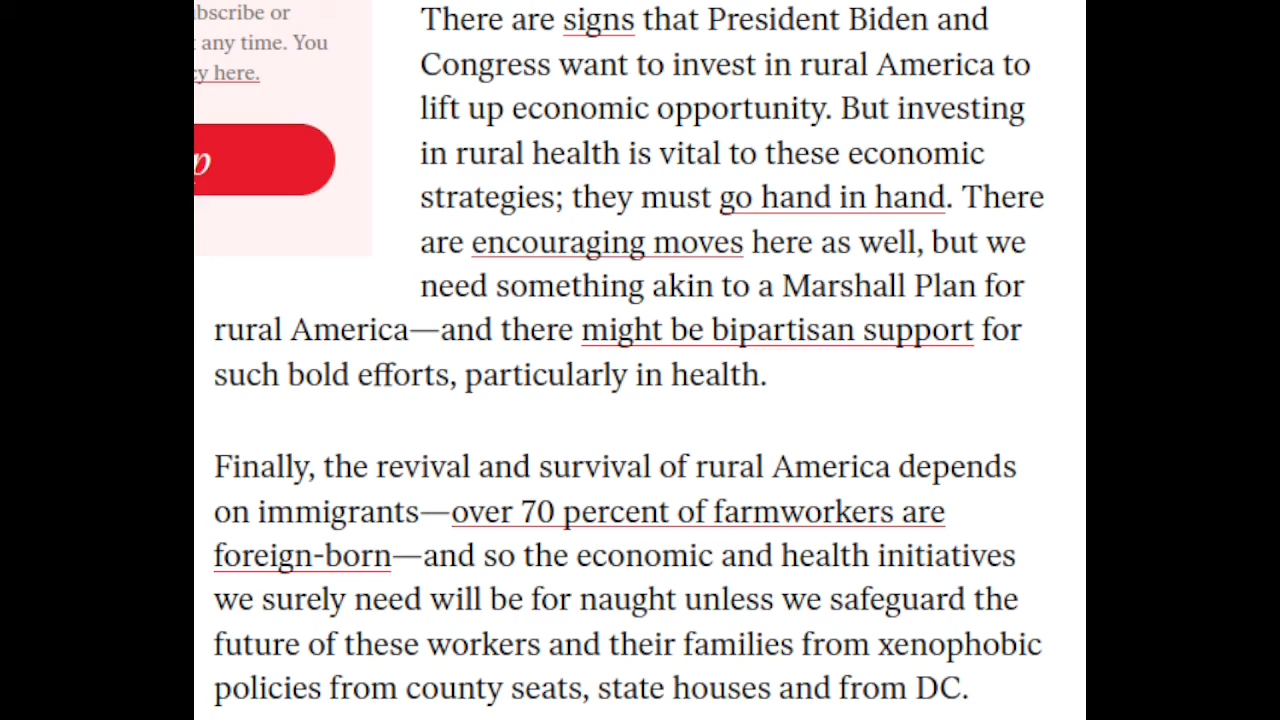 bscribe or
any time. You
cy here.
p
There are signs that President Biden and
Congress want to invest in rural America to
lift up economic opportunity. But investing
in rural health is vital to these economic
strategies; they must go hand in hand. There
are encouraging moves here as well, but we
need something akin to a Marshall Plan for
rural America—and there might be bipartisan support for
such bold efforts, particularly in health.
Finally, the revival and survival of rural America depends
on immigrants—over 70 percent of farmworkers are
foreign-born—and so the economic and health initiatives
we surely need will be for naught unless we safeguard the
future of these workers and their families from xenophobic
policies from county seats, state houses and from DC.